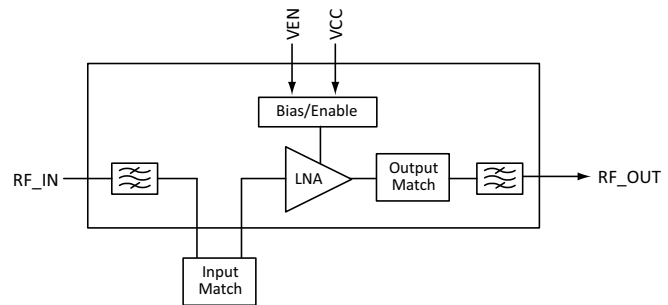 VEN
VCC
Bias/Enable
RF_IN
LNA
Output
Match
RF_OUT
Input
Match